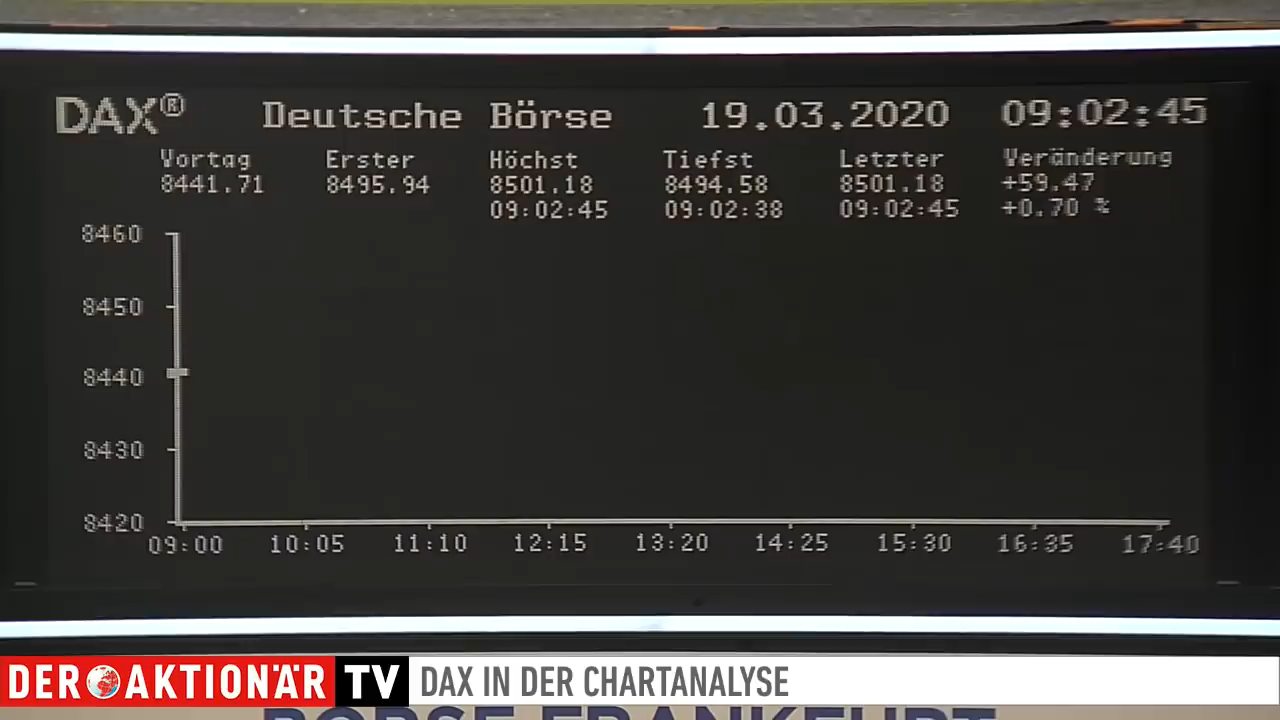 DAX® Deutsche Börse 19.03.2020 09:02:45
Vortag Erster Höchst Tiefst Letzter Veränderung
8441.71 8495.94 8501.18 8494.58 8501.18 +59.47
09:02:45 09:02:38 09:02:45 +0.70 %
8460
8450
8440
8430
8420
09:00 10:05 11:10 12:15 13:20 14:25 15:30 16:35 17:40
DER AKTIONÄR TV DAX IN DER CHARTANALYSE
BÖRSE FRANKFURT